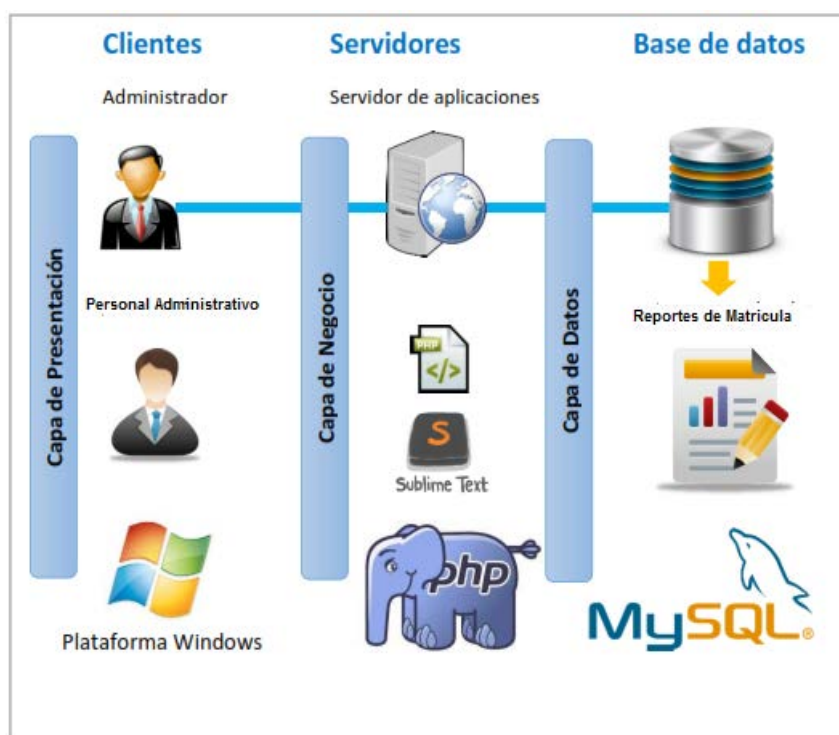 Clientes
Servidores
Base de datos
Administrador
Servidor de aplicaciones
Capa de Presentación
Capa de Negocio
Capa de Datos
Personal Administrativo
Reportes de Matricula
PHP
</>
S
Sublime Text
php
MySQL®
Plataforma Windows